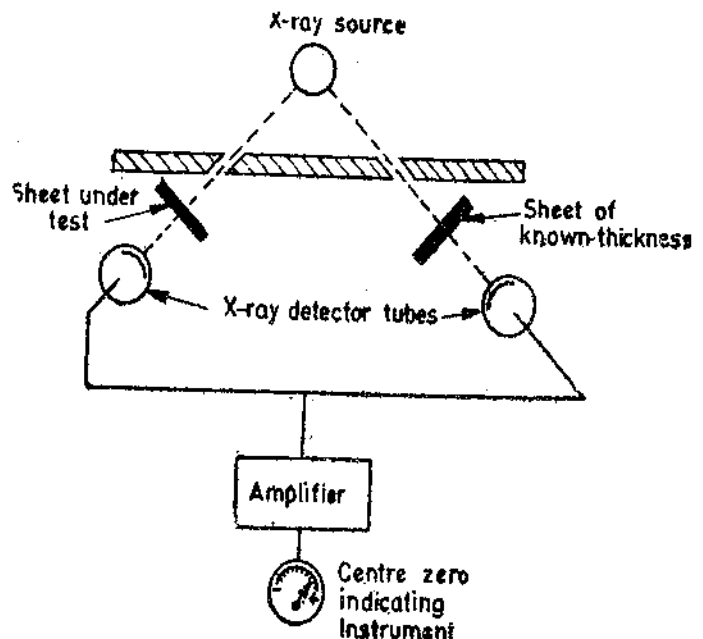 X-ray source
Sheet under
test
Sheet of
known-thickness
X-ray detector tubes
Amplifier
Centre zero
indicating
Instrument